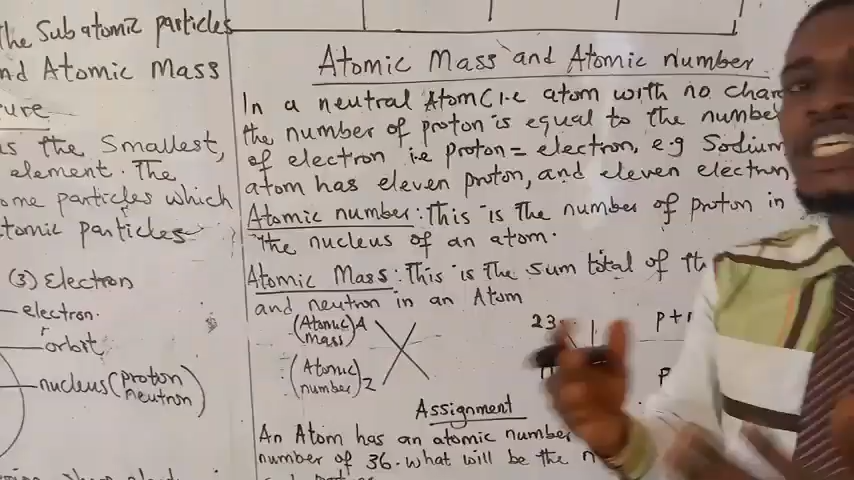 the Subatomic particles
nd Atomic Mass
ure
is the smallest,
element. The
ome particles which
tomic particles
(3) Electron
electron.
orbit
nucleus (proton
neutron)
Atomic Mass and Atomic number
In a neutral Atom (i.e atom with no char
the number of proton is equal to the number
of electron i.e proton = electron, e.g Sodium
atom has eleven proton, and eleven electron
Atomic number: This is the number of proton in
the nucleus of an atom.
Atomic Mass: This is the sum total of th
and neutron in an Atom
(Atomic mass) A
(Atomic number) Z
X
23
11
p+n
p
Assignment
An Atom has an atomic number
number of 36. what will be the n